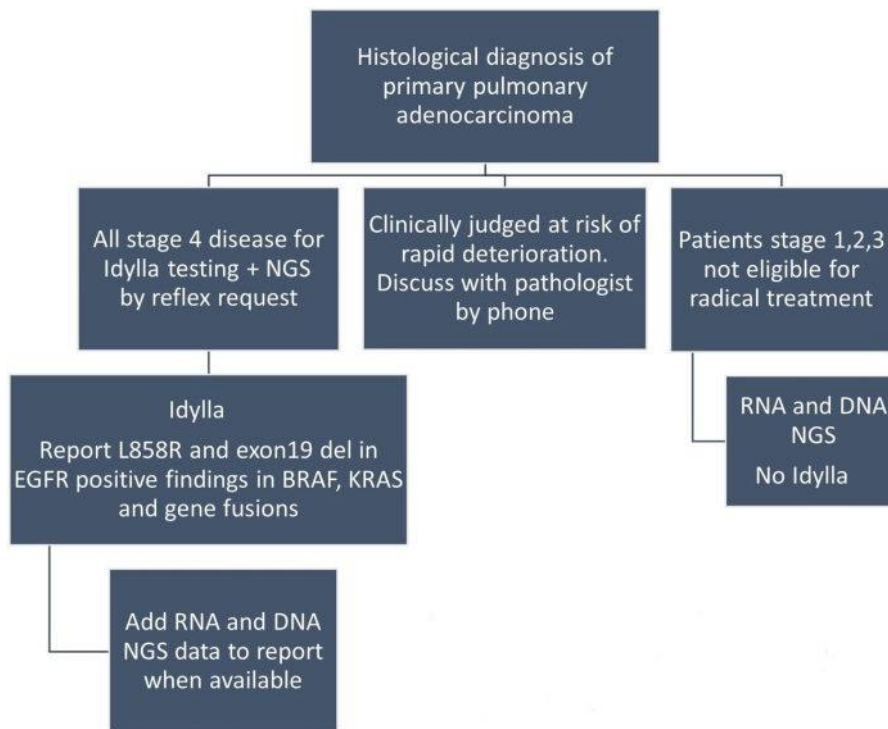 Histological diagnosis of
primary pulmonary
adenocarcinoma
All stage 4 disease for
Idylla testing + NGS
by reflex request
Clinically judged at risk of
rapid deterioration.
Discuss with pathologist
by phone
Patients stage 1,2,3
not eligible for
radical treatment
Idylla
Report L858R and exon19 del in
EGFR positive findings in BRAF, KRAS
and gene fusions
RNA and DNA
NGS
No Idylla
Add RNA and DNA
NGS data to report
when available